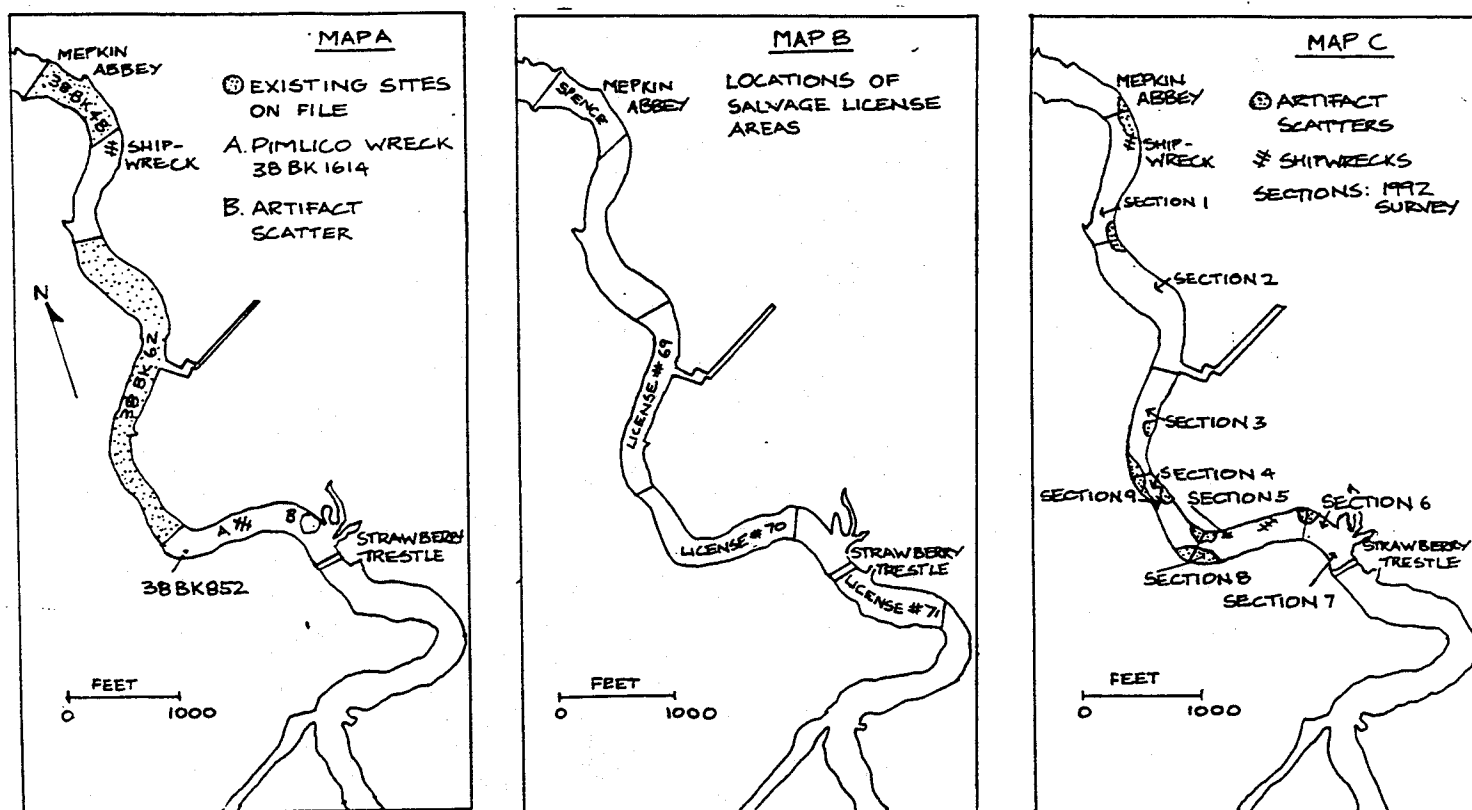 MAP A
MEPKIN
ABBEY
38 BK 48
SHIP-
WRECK
EXISTING SITES
ON FILE
A. PIMLICO WRECK
38 BK 1614
B. ARTIFACT
SCATTER
N
38 BK 62
A
B
STRAWBERRY
TRESTLE
38 BK 852
FEET
0 1000
MAP B
SPENCE
MEPKIN
ABBEY
LOCATIONS OF
SALVAGE LICENSE
AREAS
LICENSE # 69
LICENSE # 70
STRAWBERRY
TRESTLE
LICENSE # 71
FEET
0 1000
MAP C
MEPKIN
ABBEY
SHIP-
WRECK
ARTIFACT
SCATTERS
SHIPWRECKS
SECTIONS: 1992
SURVEY
SECTION 1
SECTION 2
SECTION 3
SECTION 4
SECTION 9
SECTION 5
SECTION 6
STRAWBERRY
TRESTLE
SECTION 8
SECTION 7
FEET
0 1000